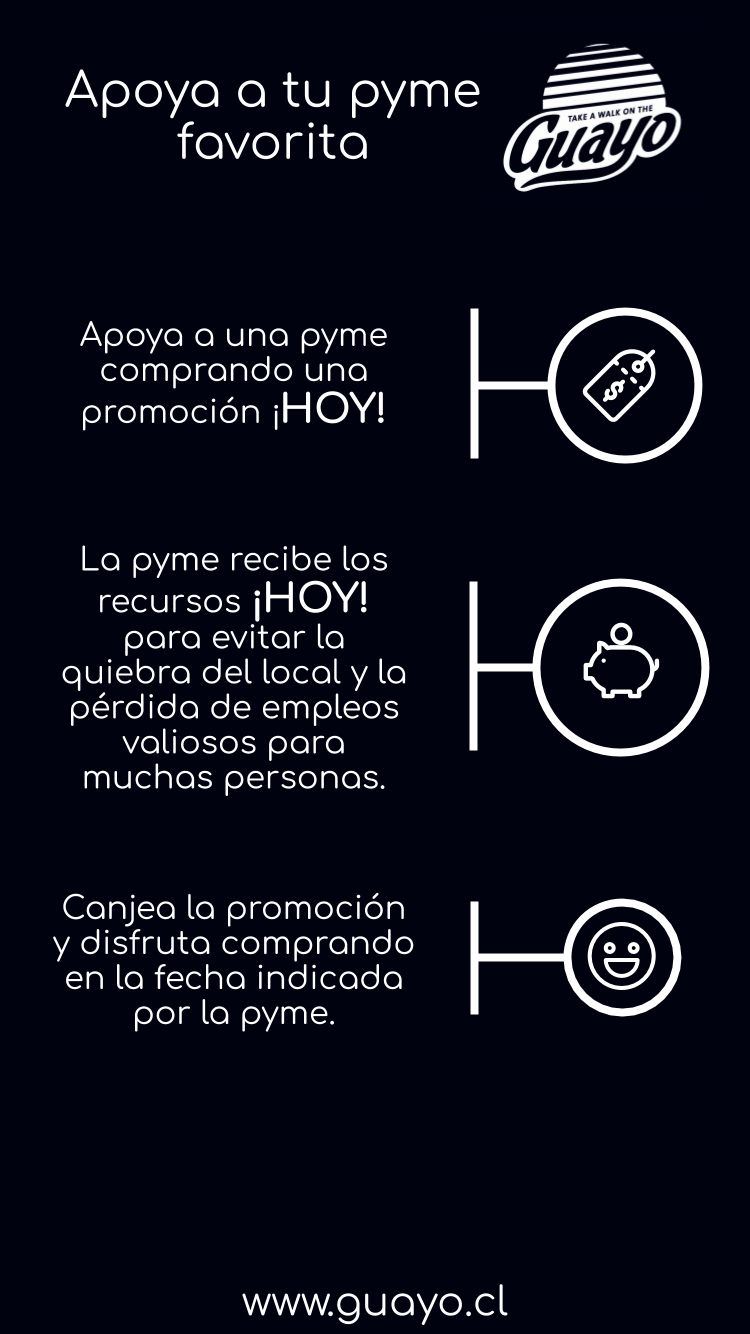 Apoya a tu pyme
favorita
TAKE A WALK ON THE
Guayo
Apoya a una pyme
comprando una
promoción ¡HOY!
$
La pyme recibe los
recursos ¡HOY!
para evitar la
quiebra del local y la
pérdida de empleos
valiosos para
muchas personas.
Canjea la promoción
y disfruta comprando
en la fecha indicada
por la pyme.
www.guayo.cl